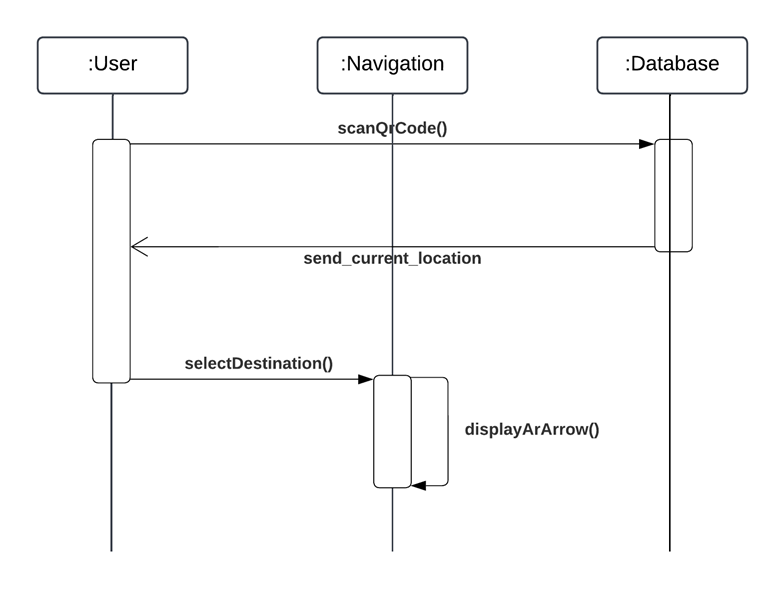 :User
:Navigation
:Database
scanQrCode()
send_current_location
selectDestination()
displayArArrow()